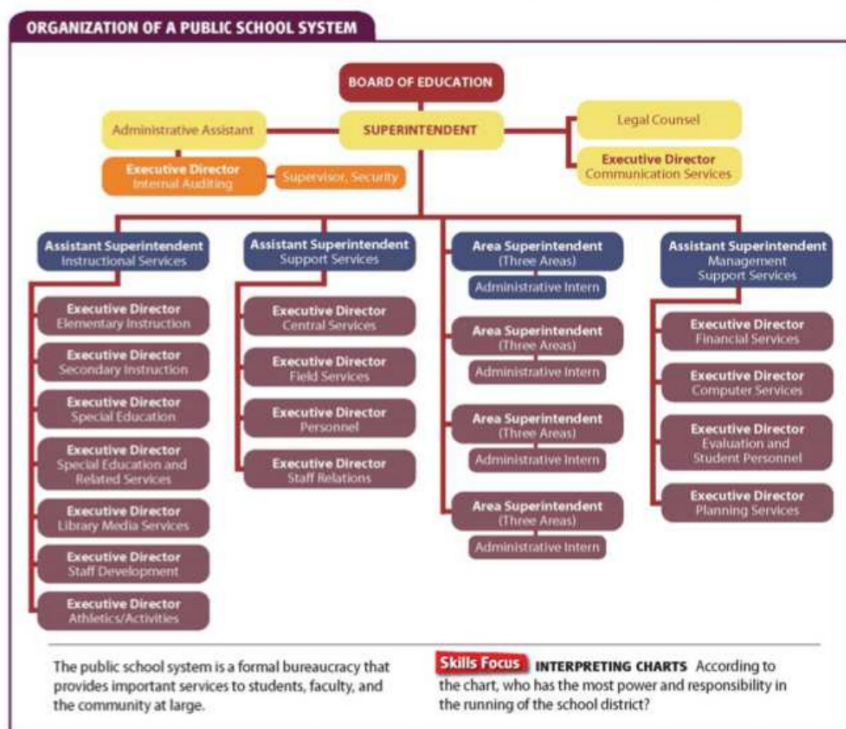 ORGANIZATION OF A PUBLIC SCHOOL SYSTEM
BOARD OF EDUCATION
Administrative Assistant
SUPERINTENDENT
Legal Counsel
Executive Director
Internal Auditing
Supervisor, Security
Executive Director
Communication Services
Assistant Superintendent
Instructional Services
Executive Director
Elementary Instruction
Executive Director
Secondary Instruction
Executive Director
Special Education
Executive Director
Special Education and
Related Services
Executive Director
Library Media Services
Executive Director
Staff Development
Executive Director
Athletics/Activities
Assistant Superintendent
Support Services
Executive Director
Central Services
Executive Director
Field Services
Executive Director
Personnel
Executive Director
Staff Relations
Area Superintendent
(Three Areas)
Administrative Intern
Area Superintendent
(Three Areas)
Administrative Intern
Area Superintendent
(Three Areas)
Administrative Intern
Area Superintendent
(Three Areas)
Administrative Intern
Assistant Superintendent
Management
Support Services
Executive Director
Financial Services
Executive Director
Computer Services
Executive Director
Evaluation and
Student Personnel
Executive Director
Planning Services
The public school system is a formal bureaucracy that
provides important services to students, faculty, and
the community at large.
Skills Focus INTERPRETING CHARTS According to
the chart, who has the most power and responsibility in
the running of the school district?